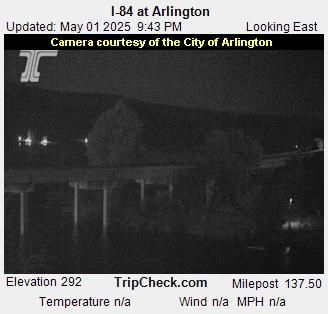 I-84 at Arlington
Updated: May 01 2025 9:43 PM Looking East
Camera courtesy of the City of Arlington
Elevation 292 TripCheck.com Milepost 137.50
Temperature n/a Wind n/a MPH n/a